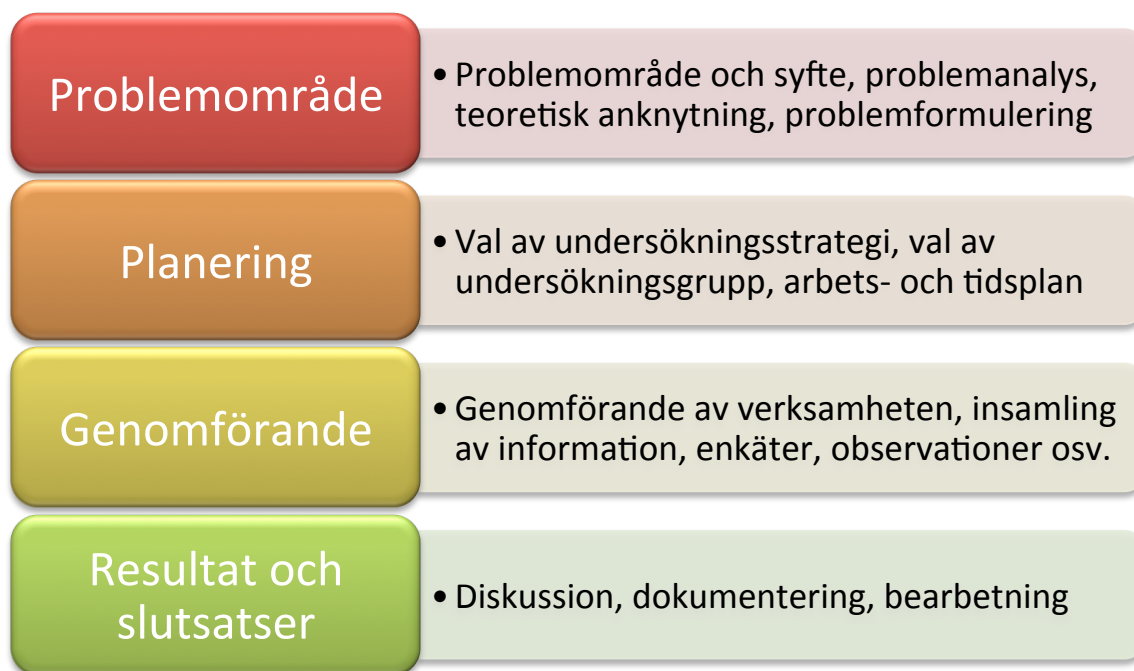 Problemområde
• Problemområde och syfte, problemanalys,
teoretisk anknytning, problemformulering
Planering
• Val av undersökningsstrategi, val av
undersökningsgrupp, arbets- och tidsplan
Genomförande
• Genomförande av verksamheten, insamling
av information, enkäter, observationer osv.
Resultat och
slutsatser
• Diskussion, dokumentering, bearbetning